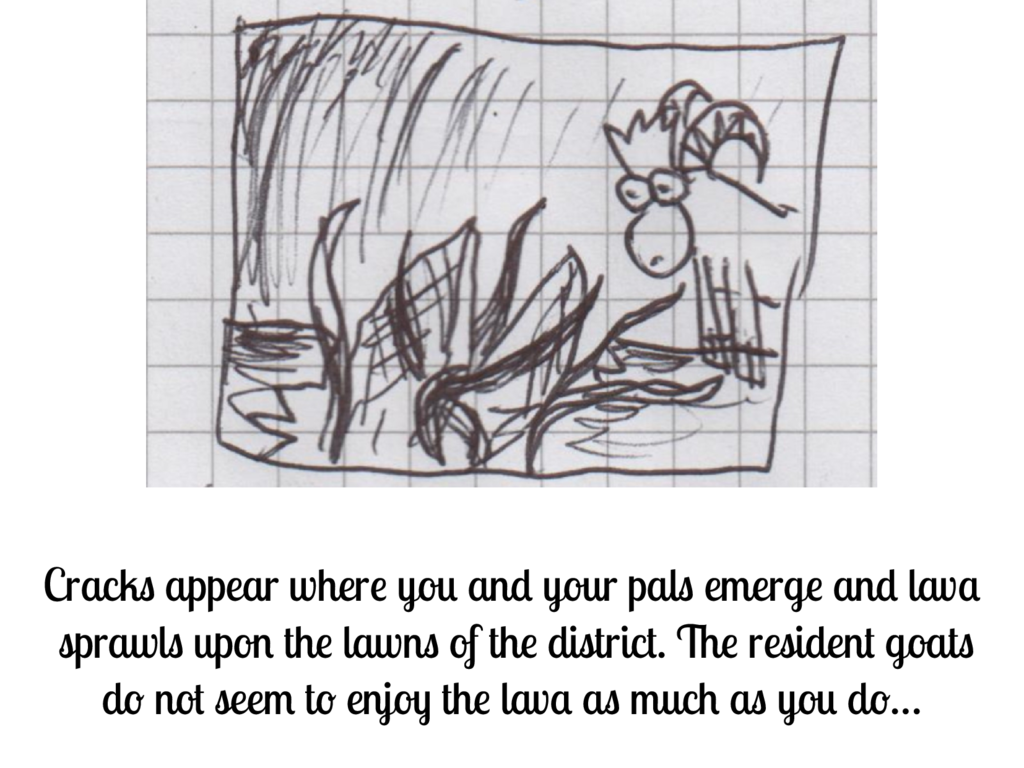 Cracks appear where you and your pals emerge and lava
sprawls upon the lawns of the district. The resident goats
do not seem to enjoy the lava as much as you do...